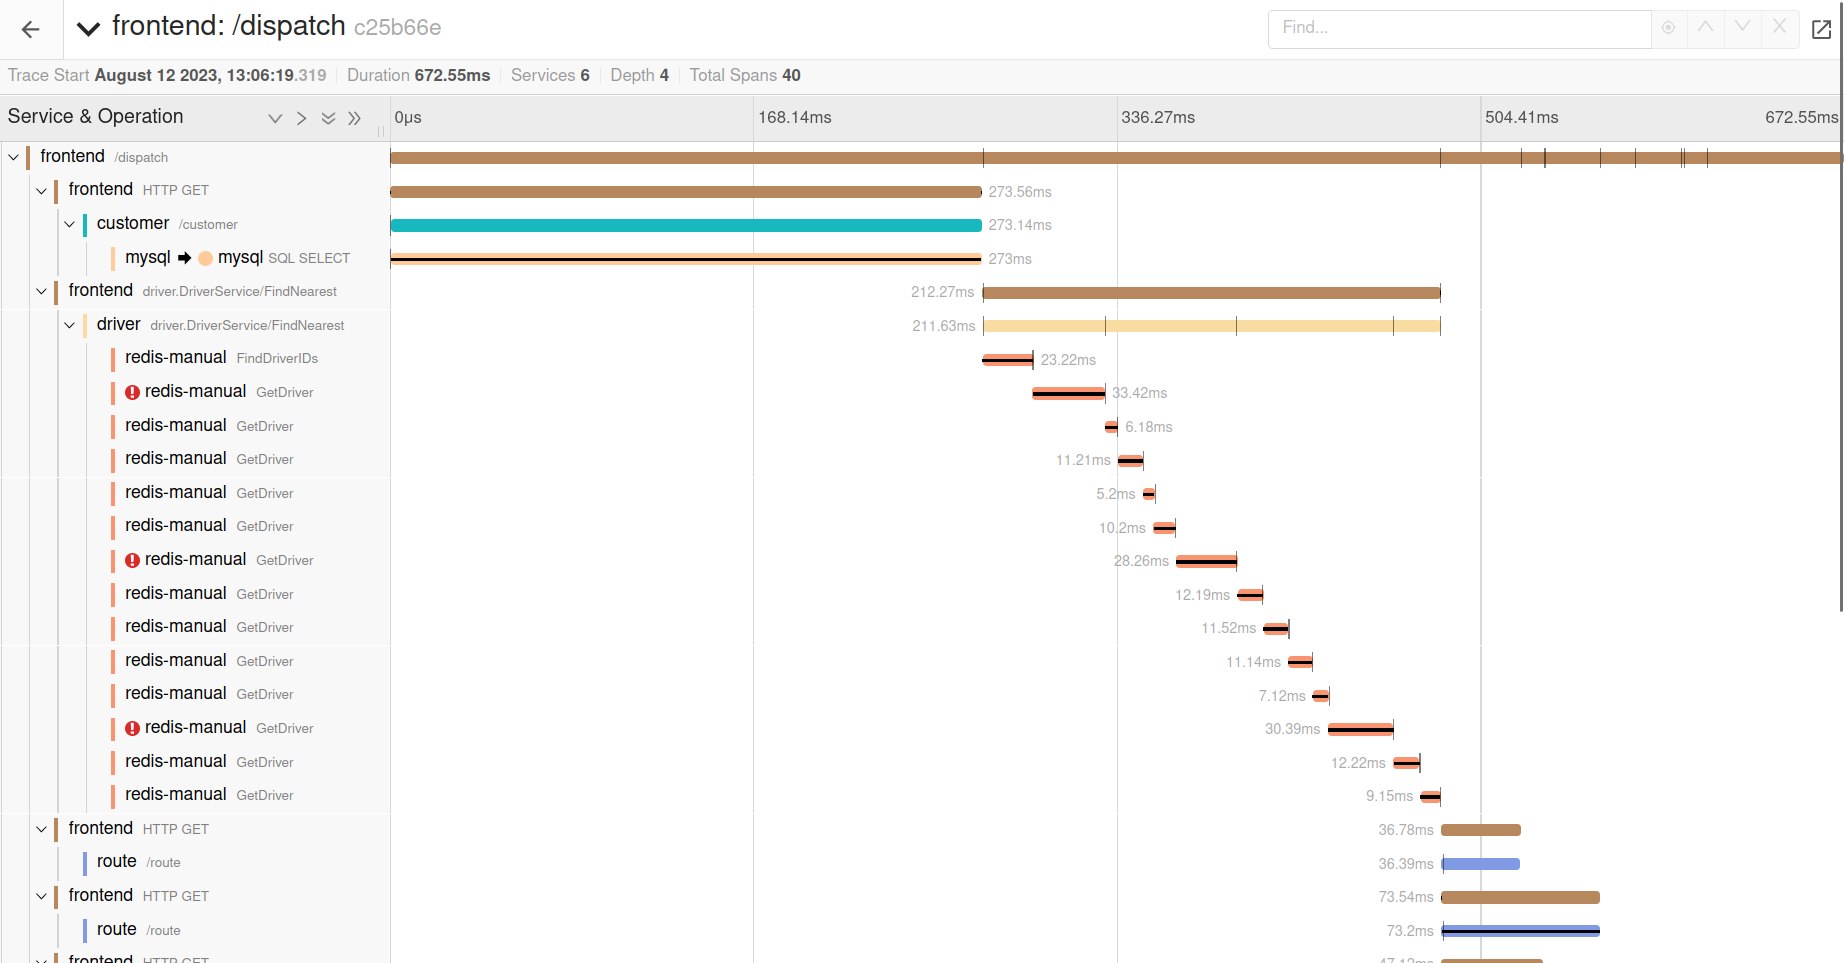 frontend: /dispatch c25b66e
Find...
Trace Start August 12 2023, 13:06:19.319 Duration 672.55ms Services 6 Depth 4 Total Spans 40
Service & Operation 0μs 168.14ms 336.27ms 504.41ms 672.55ms
frontend /dispatch
frontend HTTP GET 273.56ms
customer /customer 273.14ms
mysql mysql SQL SELECT 273ms
frontend driver.DriverService/FindNearest 212.27ms
driver driver.DriverService/FindNearest 211.63ms
redis-manual FindDriverIDs 23.22ms
redis-manual GetDriver 33.42ms
redis-manual GetDriver 6.18ms
redis-manual GetDriver 11.21ms
redis-manual GetDriver 5.2ms
redis-manual GetDriver 10.2ms
redis-manual GetDriver 28.26ms
redis-manual GetDriver 12.19ms
redis-manual GetDriver 11.52ms
redis-manual GetDriver 11.14ms
redis-manual GetDriver 7.12ms
redis-manual GetDriver 30.39ms
redis-manual GetDriver 12.22ms
redis-manual GetDriver 9.15ms
frontend HTTP GET 36.78ms
route /route 36.39ms
frontend HTTP GET 73.54ms
route /route 73.2ms
frontend HTTP GET